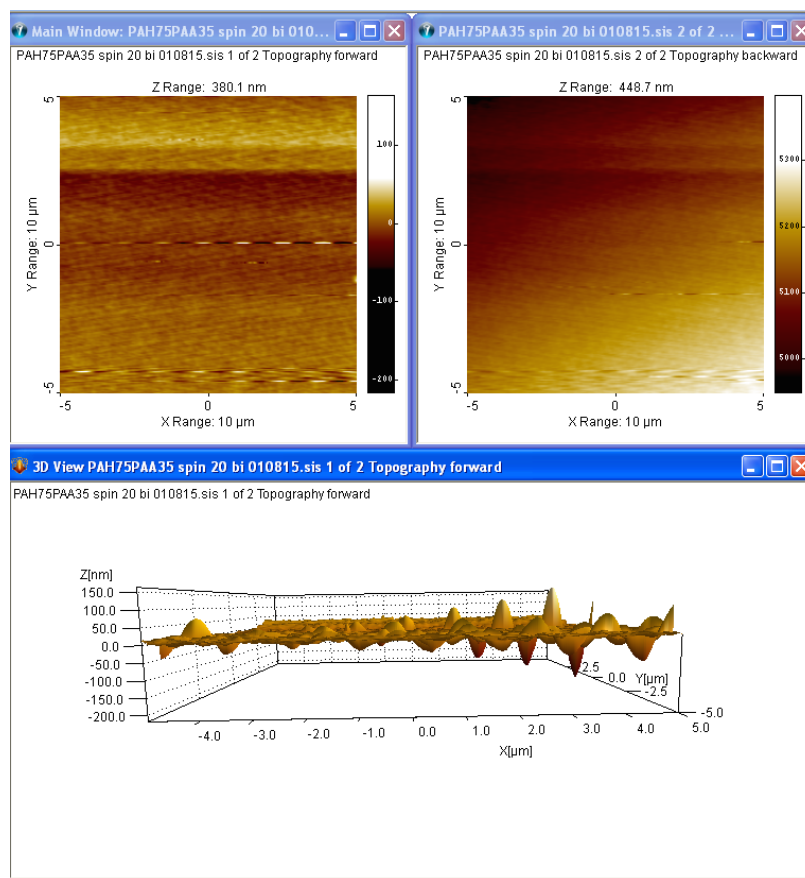 Main Window: PAH75PAA35 spin 20 bi 010...
PAH75PAA35 spin 20 bi 010815.sis 1 of 2 Topography forward
Z Range: 380.1 nm
5
0
-5
Y Range: 10 µm
-5
0
5
X Range: 10 µm
100
0
-100
-200
PAH75PAA35 spin 20 bi 010815.sis 2 of 2 ...
PAH75PAA35 spin 20 bi 010815.sis 2 of 2 Topography backward
Z Range: 448.7 nm
5
0
-5
Y Range: 10 µm
-5
0
5
X Range: 10 µm
5300
5200
5100
5000
3D View PAH75PAA35 spin 20 bi 010815.sis 1 of 2 Topography forward
PAH75PAA35 spin 20 bi 010815.sis 1 of 2 Topography forward
Z[nm]
150.0
100.0
50.0
0.0
-50.0
-100.0
-150.0
-200.0
-4.0
-3.0
-2.0
-1.0
0.0
1.0
2.0
3.0
4.0
5.0
X[µm]
2.5
0.0
Y[µm]
-2.5
-5.0